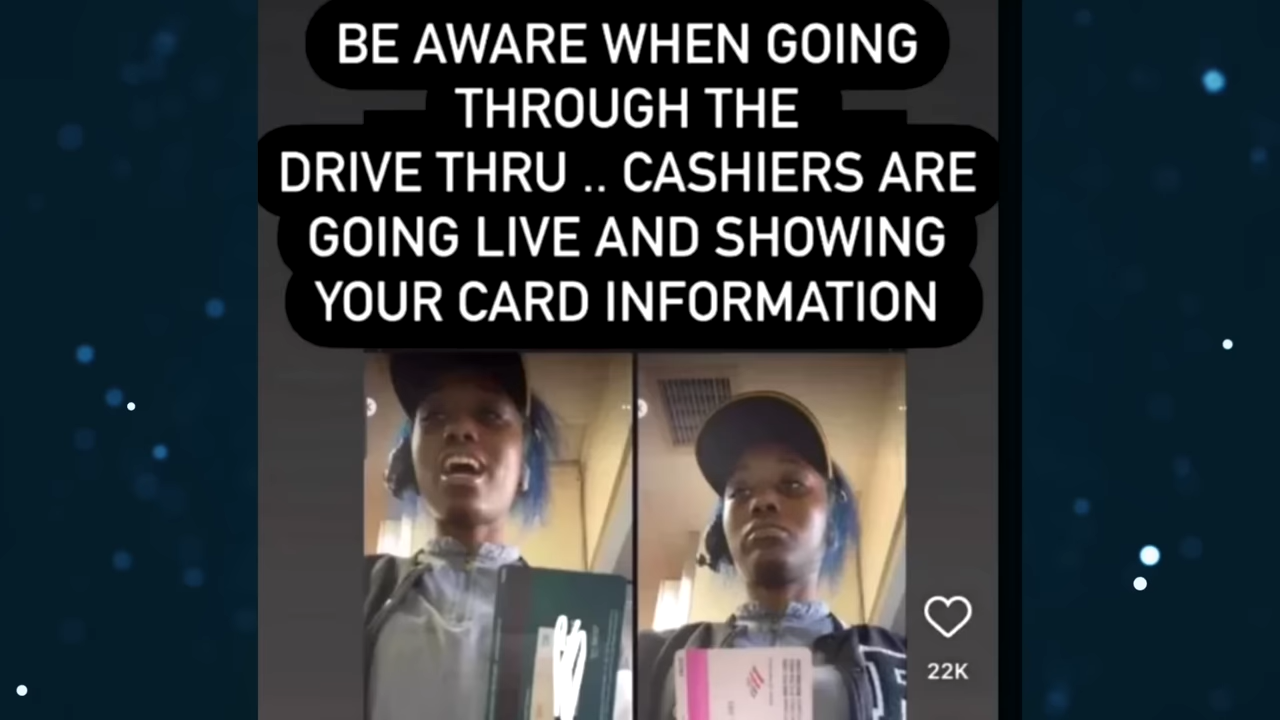 BE AWARE WHEN GOING
THROUGH THE
DRIVE THRU .. CASHIERS ARE
GOING LIVE AND SHOWING
YOUR CARD INFORMATION
22K